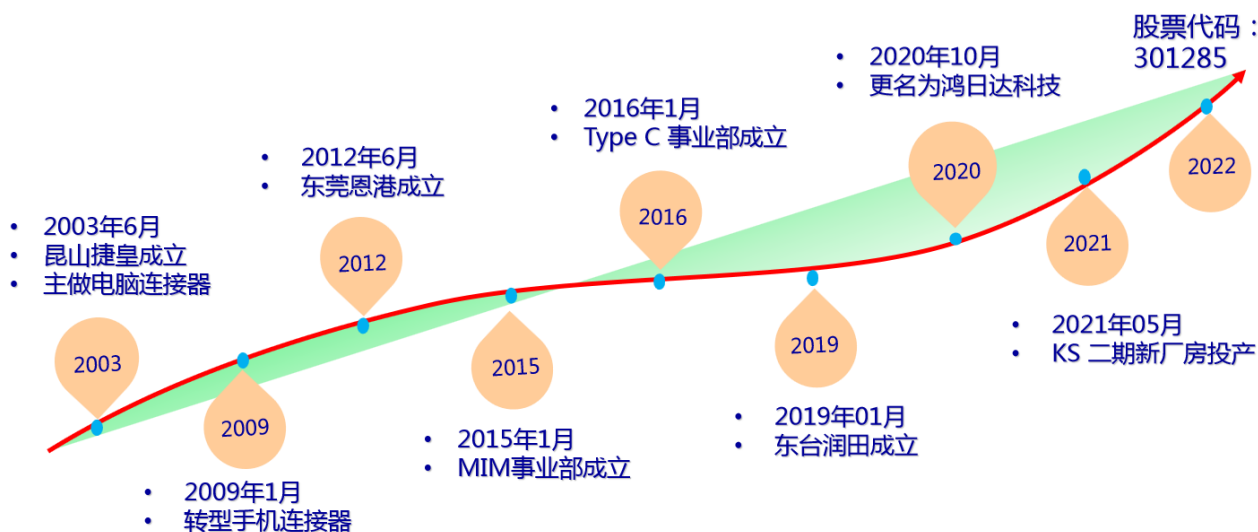 2003年6月
昆山捷皇成立
主做电脑连接器
2003
2009
2009年1月
转型手机连接器
2012年6月
东莞恩港成立
2012
2015
2015年1月
MIM事业部成立
2016年1月
Type C 事业部成立
2016
2019
2019年01月
东台润田成立
2020年10月
更名为鸿日达科技
2020
2021
2021年05月
KS 二期新厂房投产
股票代码：
301285
2022